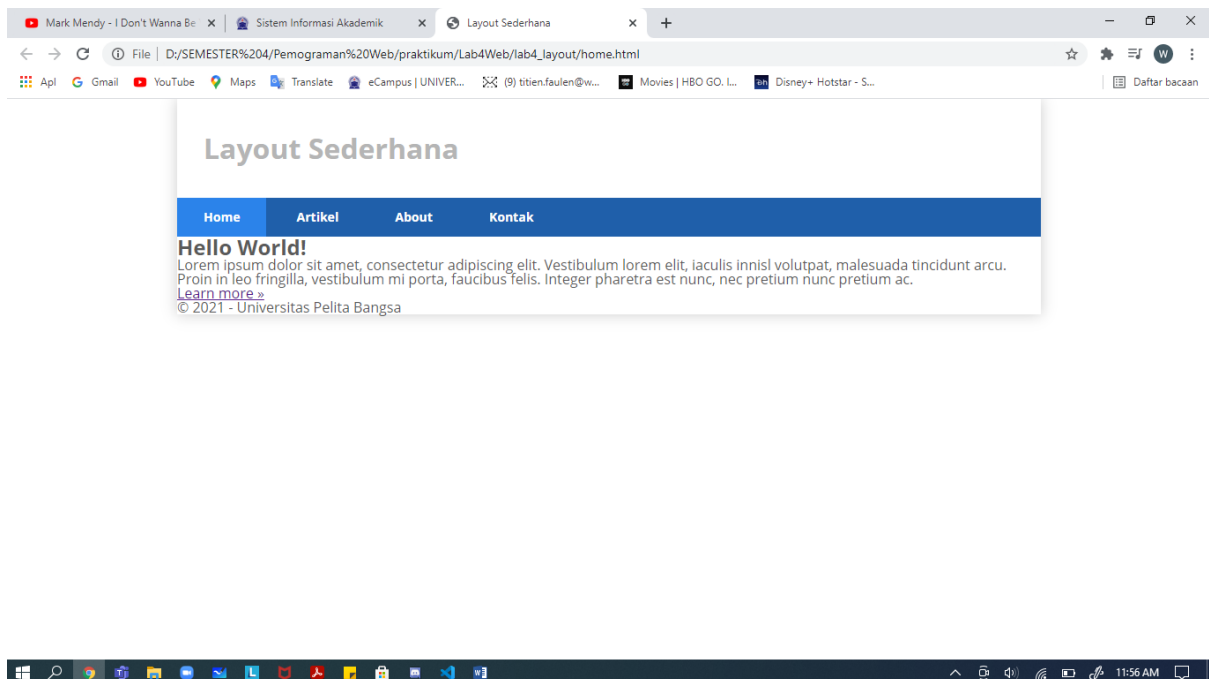 Mark Mendy - I Don't Wanna Be
Sistem Informasi Akademik
Layout Sederhana
File | D:/SEMESTER%204/Pemograman%20Web/praktikum/Lab4Web/lab4_layout/home.html
W
Apl
Gmail
YouTube
Maps
Translate
eCampus | UNIVER...
(9) titien.faulen@w...
Movies | HBO GO. I...
Disney+ Hotstar - S...
Daftar bacaan
Layout Sederhana
Home
Artikel
About
Kontak
Hello World!
Lorem ipsum dolor sit amet, consectetur adipiscing elit. Vestibulum lorem elit, iaculis innisl volutpat, malesuada tincidunt arcu.
Proin in leo fringilla, vestibulum mi porta, faucibus felis. Integer pharetra est nunc, nec pretium nunc pretium ac.
Learn more »
© 2021 - Universitas Pelita Bangsa
11:56 AM